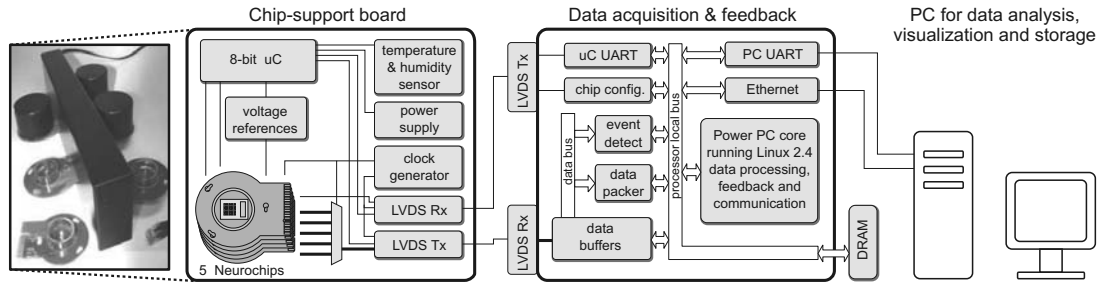 Chip-support board
8-bit uC
temperature
& humidity
sensor
voltage
references
power
supply
clock
generator
LVDS Rx
LVDS Tx
5 Neurochips
Data acquisition & feedback
LVDS Tx
LVDS Rx
uC UART
chip config.
event
detect
data
packer
data
buffers
data bus
processor local bus
PC UART
Ethernet
Power PC core
running Linux 2.4
data processing,
feedback and
communication
DRAM
PC for data analysis,
visualization and storage